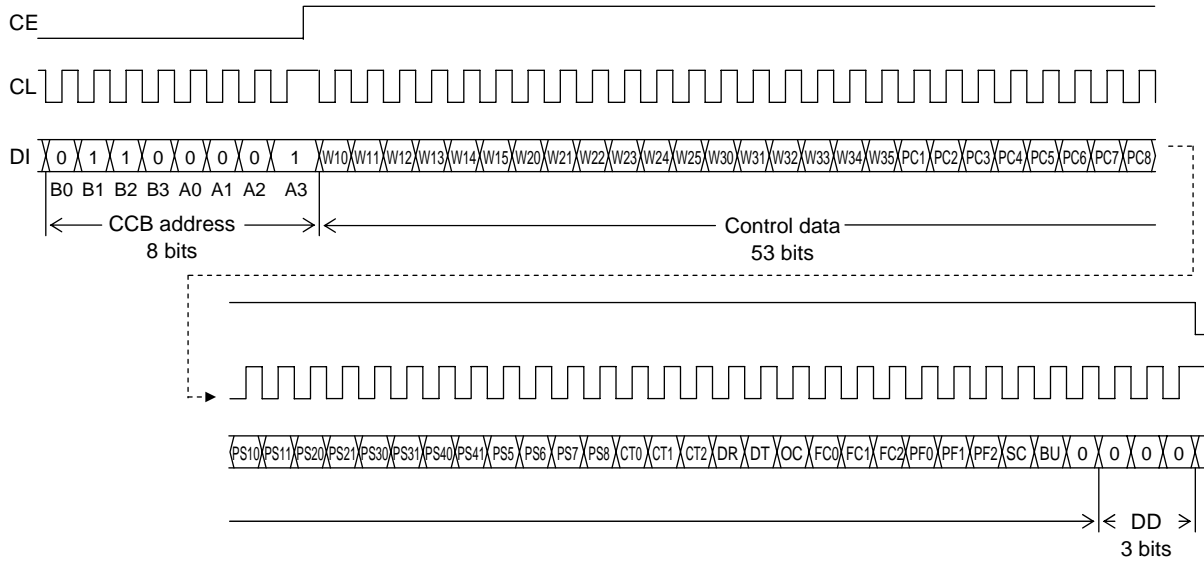 CE
CL
DI 0 1 1 0 0 0 0 1 W10 W11 W12 W13 W14 W15 W20 W21 W22 W23 W24 W25 W30 W31 W32 W33 W34 W35 PC1 PC2 PC3 PC4 PC5 PC6 PC7 PC8
B0 B1 B2 B3 A0 A1 A2 A3
CCB address Control data
8 bits 53 bits
PS10 PS11 PS20 PS21 PS30 PS31 PS40 PS41 PS5 PS6 PS7 PS8 CT0 CT1 CT2 DR DT OC FC0 FC1 FC2 PF0 PF1 PF2 SC BU 0 0 0 0
DD
3 bits